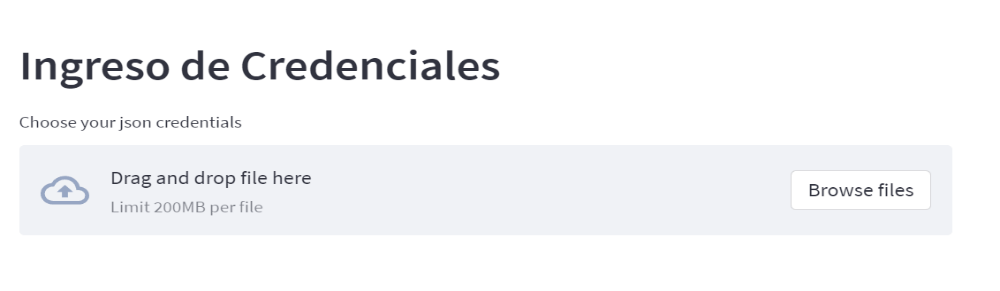 Ingreso de Credenciales
Choose your json credentials
Drag and drop file here
Browse files
Limit 200MB per file